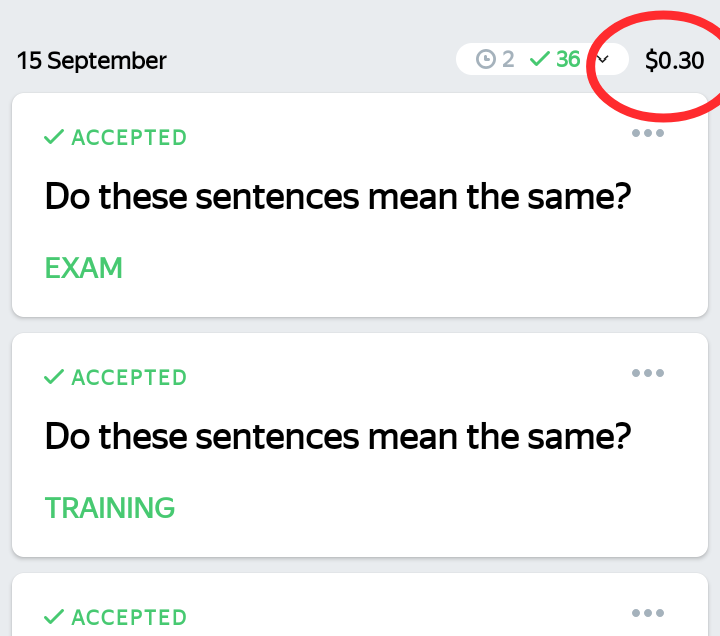 15 September 2 36 $0.30
ACCEPTED
Do these sentences mean the same?
EXAM
ACCEPTED
Do these sentences mean the same?
TRAINING
ACCEPTED